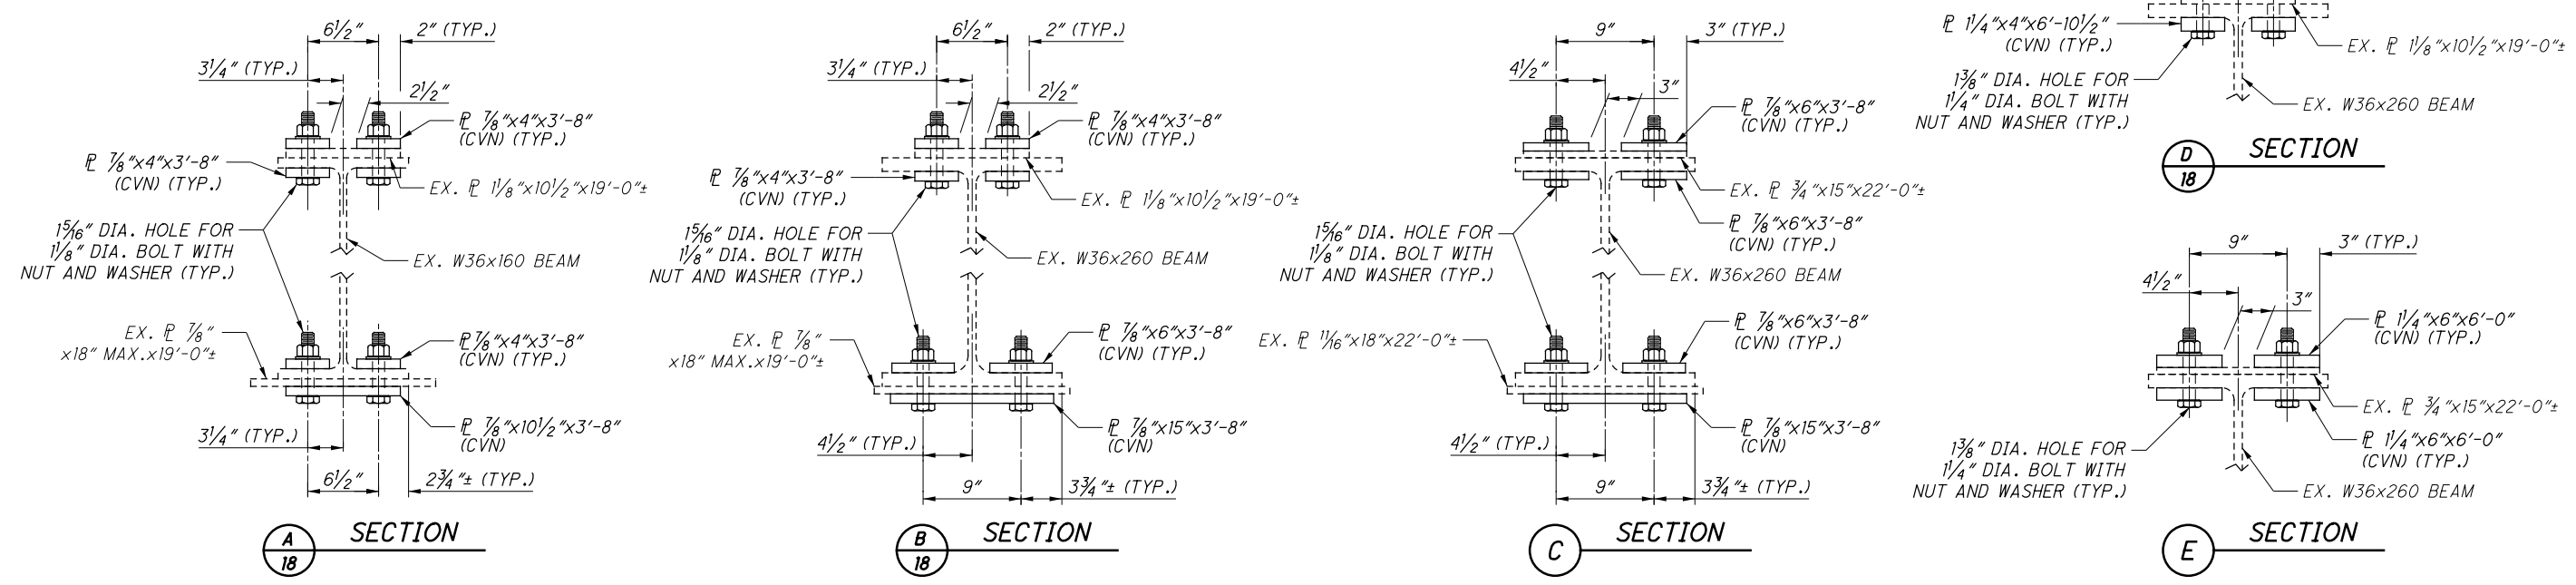 6½" 2" (TYP.)
3¼" (TYP.)
2½"
℄ ⅞"x4"x3'-8"
(CVN) (TYP.)
℄ ⅞"x4"x3'-8"
(CVN) (TYP.)
EX. ℄ 1⅛"x10½"x19'-0"±
1 5/16" DIA. HOLE FOR
1⅛" DIA. BOLT WITH
NUT AND WASHER (TYP.)
EX. W36x160 BEAM
EX. ℄ ⅞"
x18" MAX.x19'-0"±
℄ ⅞"x4"x3'-8"
(CVN) (TYP.)
℄ ⅞"x10½"x3'-8"
(CVN)
3¼" (TYP.)
6½" 2¾"± (TYP.)
A
18
SECTION
6½" 2" (TYP.)
3¼" (TYP.)
2½"
℄ ⅞"x4"x3'-8"
(CVN) (TYP.)
℄ ⅞"x4"x3'-8"
(CVN) (TYP.)
EX. ℄ 1⅛"x10½"x19'-0"±
1 5/16" DIA. HOLE FOR
1⅛" DIA. BOLT WITH
NUT AND WASHER (TYP.)
EX. W36x260 BEAM
EX. ℄ ⅞"
x18" MAX.x19'-0"±
℄ ⅞"x6"x3'-8"
(CVN) (TYP.)
℄ ⅞"x15"x3'-8"
(CVN)
4½" (TYP.)
9" 3¾"± (TYP.)
B
18
SECTION
9" 3" (TYP.)
4½"
3"
℄ ⅞"x6"x3'-8"
(CVN) (TYP.)
EX. ℄ ¾"x15"x22'-0"±
℄ ⅞"x6"x3'-8"
(CVN) (TYP.)
1 5/16" DIA. HOLE FOR
1⅛" DIA. BOLT WITH
NUT AND WASHER (TYP.)
EX. W36x260 BEAM
℄ ⅞"x6"x3'-8"
(CVN) (TYP.)
EX. ℄ 11/16"x18"x22'-0"±
℄ ⅞"x15"x3'-8"
(CVN)
4½" (TYP.)
9" 3¾"± (TYP.)
C
SECTION
℄ 1¼"x4"x6'-10½"
(CVN) (TYP.)
EX. ℄ 1⅛"x10½"x19'-0"±
1⅜" DIA. HOLE FOR
1¼" DIA. BOLT WITH
NUT AND WASHER (TYP.)
EX. W36x260 BEAM
D
18
SECTION
9" 3" (TYP.)
4½"
3"
℄ 1¼"x6"x6'-0"
(CVN) (TYP.)
EX. ℄ ¾"x15"x22'-0"±
℄ 1¼"x6"x6'-0"
(CVN) (TYP.)
1⅜" DIA. HOLE FOR
1¼" DIA. BOLT WITH
NUT AND WASHER (TYP.)
EX. W36x260 BEAM
E
SECTION